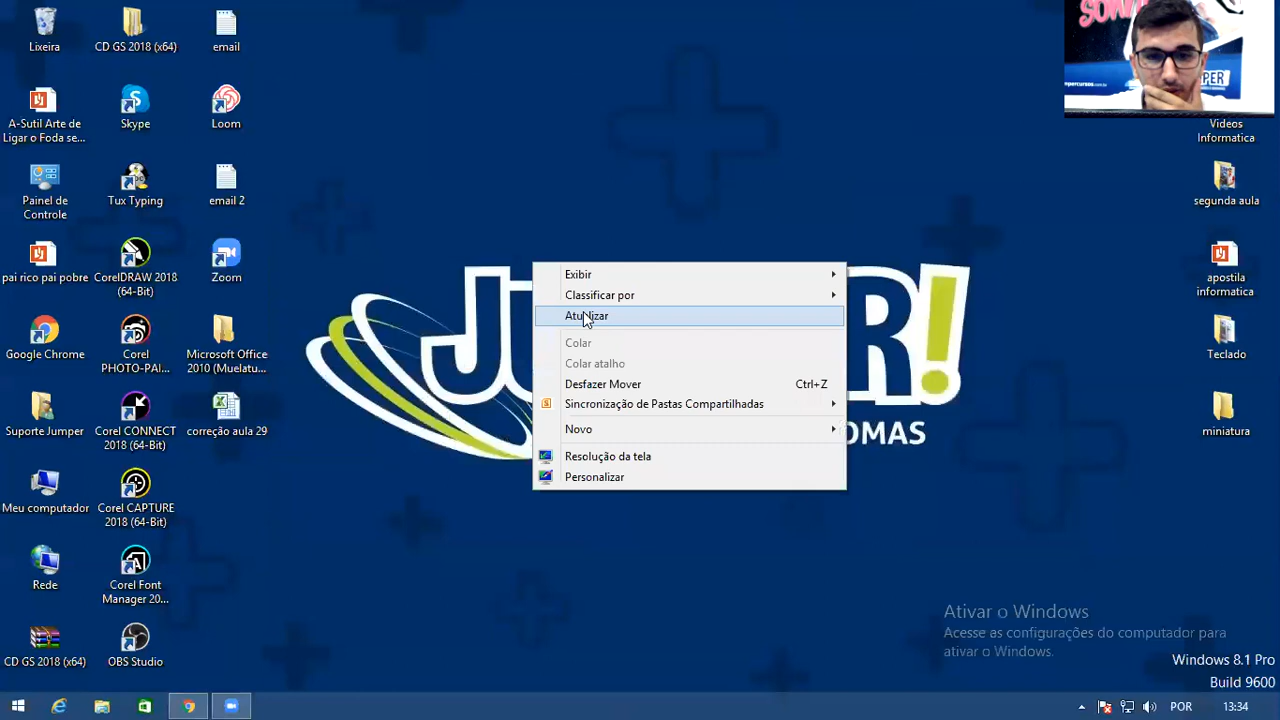 Lixeira
CD GS 2018 (x64)
email
A-Sutil Arte de
Ligar o Foda se...
Skype
Loom
Painel de
Controle
Tux Typing
email 2
pai rico pai pobre
CorelDRAW 2018
(64-Bit)
Zoom
Google Chrome
Corel
PHOTO-PAI...
Microsoft Office
2010 (Muelatu...
Suporte Jumper
Corel CONNECT
2018 (64-Bit)
correção aula 29
Meu computador
Corel CAPTURE
2018 (64-Bit)
Rede
Corel Font
Manager 20...
CD GS 2018 (x64)
OBS Studio
Exibir
Classificar por
Atualizar
Colar
Colar atalho
Desfazer Mover Ctrl+Z
Sincronização de Pastas Compartilhadas
Novo
Resolução da tela
Personalizar
OMAS
Videos
Informatica
segunda aula
apostila
informatica
Teclado
miniatura
Ativar o Windows
Acesse as configurações do computador para
ativar o Windows.
Windows 8.1 Pro
Build 9600
POR 13:34